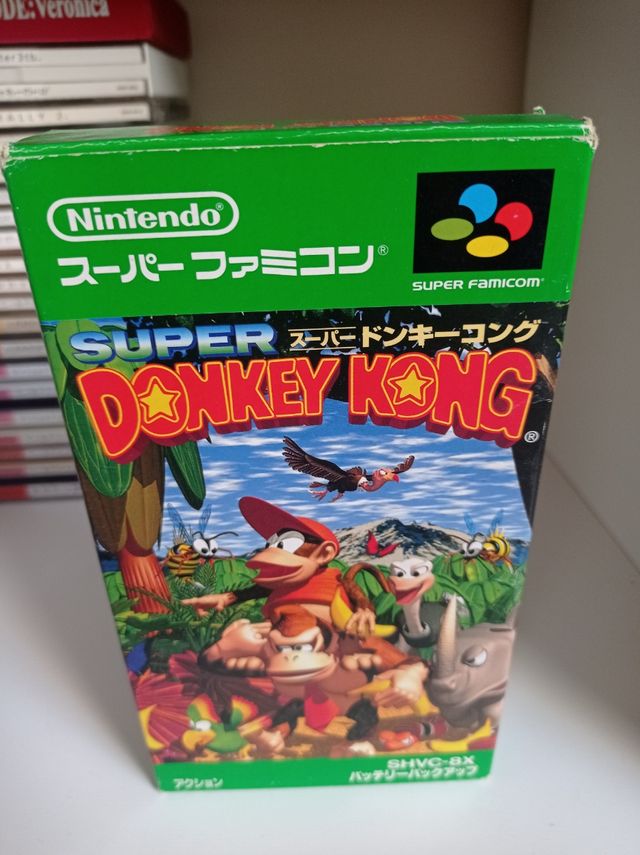 ODE:Veronica
Nintendo®
スーパーファミコン®
SUPER FAMICOM™
SUPER スーパードンキーコング
DONKEY KONG®
SHVC-8X
アクション バッテリーバックアップ